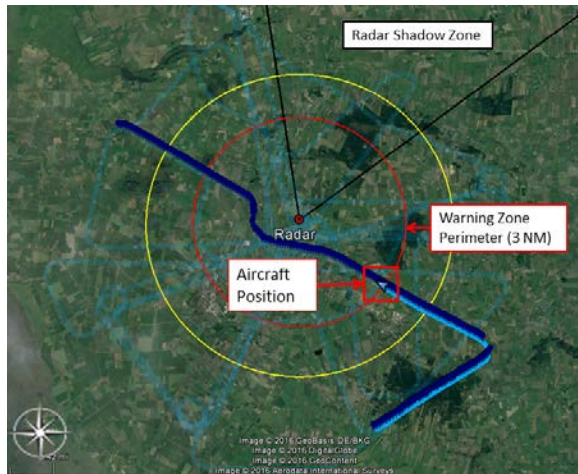 Radar Shadow Zone
Radar
Warning Zone
Perimeter (3 NM)
Aircraft
Position
Image © 2016 GeoBasis-DE/BKG
Image © 2016 DigitalGlobe
Image © 2016 GeoContent
Image © 2016 Aerodata International Surveys